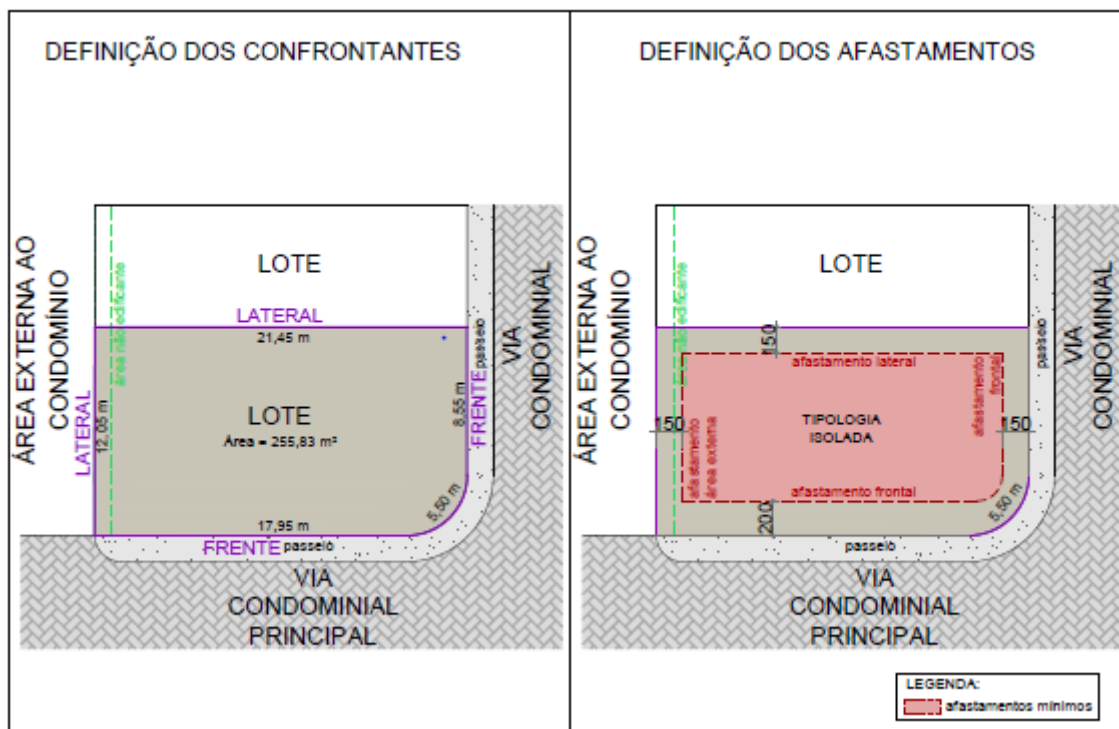 DEFINIÇÃO DOS CONFRONTANTES
ÁREA EXTERNA AO
CONDOMÍNIO
área não edificante
LOTE
LATERAL
21,45 m
passeio
VIA
CONDOMINIAL
LATERAL
12,05 m
LOTE
Área = 255,83 m²
8,55 m
FRENTE
5,50 m
17,95 m
FRENTE
passeio
VIA
CONDOMINIAL
PRINCIPAL
DEFINIÇÃO DOS AFASTAMENTOS
ÁREA EXTERNA AO
CONDOMÍNIO
área não edificante
LOTE
passeio
VIA
CONDOMINIAL
150
afastamento lateral
afastamento
frontal
150
afastamento
área externa
TIPOLOGIA
ISOLADA
150
afastamento frontal
200
5,50 m
passeio
VIA
CONDOMINIAL
PRINCIPAL
LEGENDA:
afastamentos mínimos